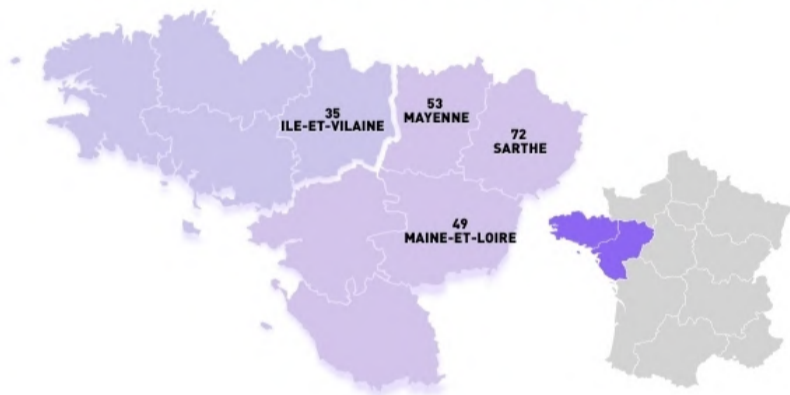 35
ILE-ET-VILAINE
53
MAYENNE
72
SARTHE
49
MAINE-ET-LOIRE